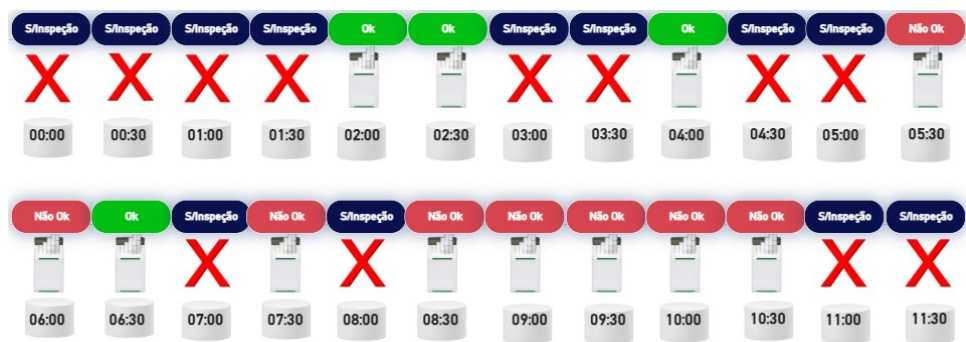 S/Inspeção S/Inspeção S/Inspeção S/Inspeção Ok Ok S/Inspeção S/Inspeção Ok S/Inspeção S/Inspeção Não Ok
00:00 00:30 01:00 01:30 02:00 02:30 03:00 03:30 04:00 04:30 05:00 05:30
Não Ok Ok S/Inspeção Não Ok S/Inspeção Não Ok Não Ok Não Ok Não Ok Não Ok S/Inspeção S/Inspeção
06:00 06:30 07:00 07:30 08:00 08:30 09:00 09:30 10:00 10:30 11:00 11:30